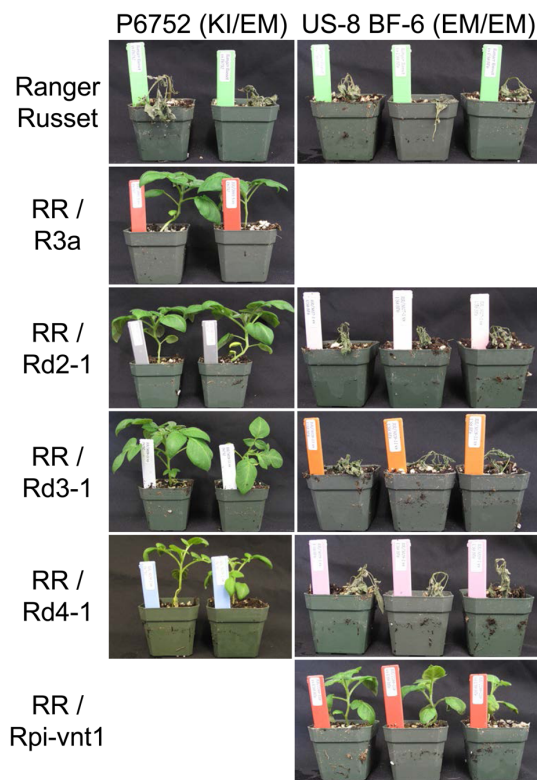 P6752 (KI/EM) US-8 BF-6 (EM/EM)
Ranger
Russet
RR /
R3a
RR /
Rd2-1
RR /
Rd3-1
RR /
Rd4-1
RR /
Rpi-vnt1